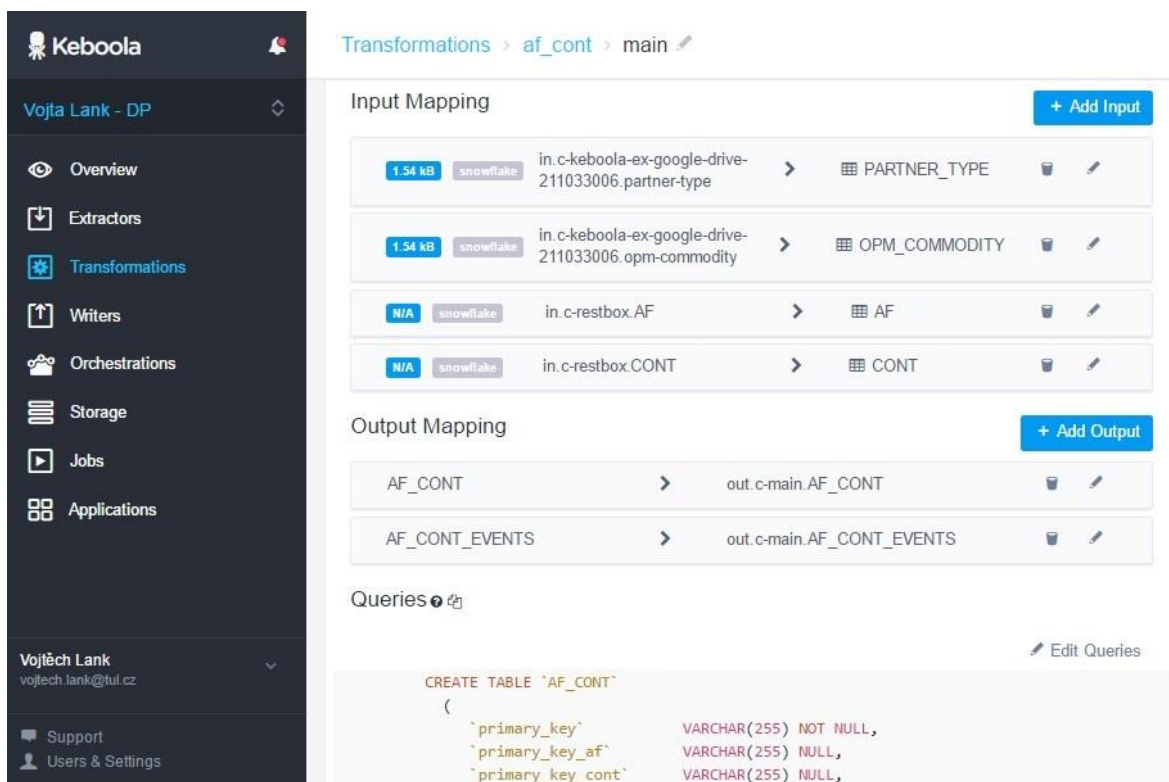 Keboola
Transformations > af_cont > main
Vojta Lank - DP
Overview
Extractors
Transformations
Writers
Orchestrations
Storage
Jobs
Applications
Vojtěch Lank
vojtech.lank@tul.cz
Support
Users & Settings
Input Mapping
+ Add Input
1.54 kB snowflake in.c-keboola-ex-google-drive-
211033006.partner-type > PARTNER_TYPE
1.54 kB snowflake in.c-keboola-ex-google-drive-
211033006.opm-commodity > OPM_COMMODITY
N/A snowflake in.c-restbox.AF > AF
N/A snowflake in.c-restbox.CONT > CONT
Output Mapping
+ Add Output
AF_CONT > out.c-main.AF_CONT
AF_CONT_EVENTS > out.c-main.AF_CONT_EVENTS
Queries
Edit Queries
CREATE TABLE `AF_CONT`
(
`primary_key` VARCHAR(255) NOT NULL,
`primary_key_af` VARCHAR(255) NULL,
`primary_key_cont` VARCHAR(255) NULL,